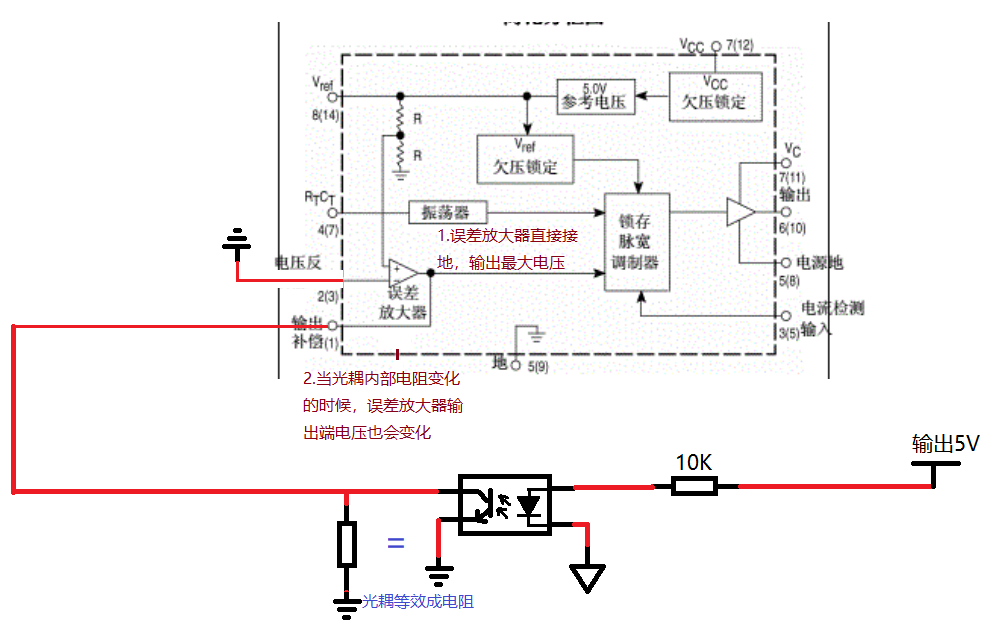 VCC 7(12)
Vref
8(14)
5.0V
参考电压
VCC
欠压锁定
R
R
Vref
欠压锁定
VC
7(11)
RTCT
4(7)
振荡器
锁存
脉宽
调制器
输出
6(10)
1.误差放大器直接接
地，输出最大电压
电压反
2(3)
+
−
误差
放大器
电源地
5(8)
输出
补偿(1)
电流检测
3(5)输入
地 5(9)
2.当光耦内部电阻变化
的时候，误差放大器输
出端电压也会变化
10K
输出5V
=
光耦等效成电阻